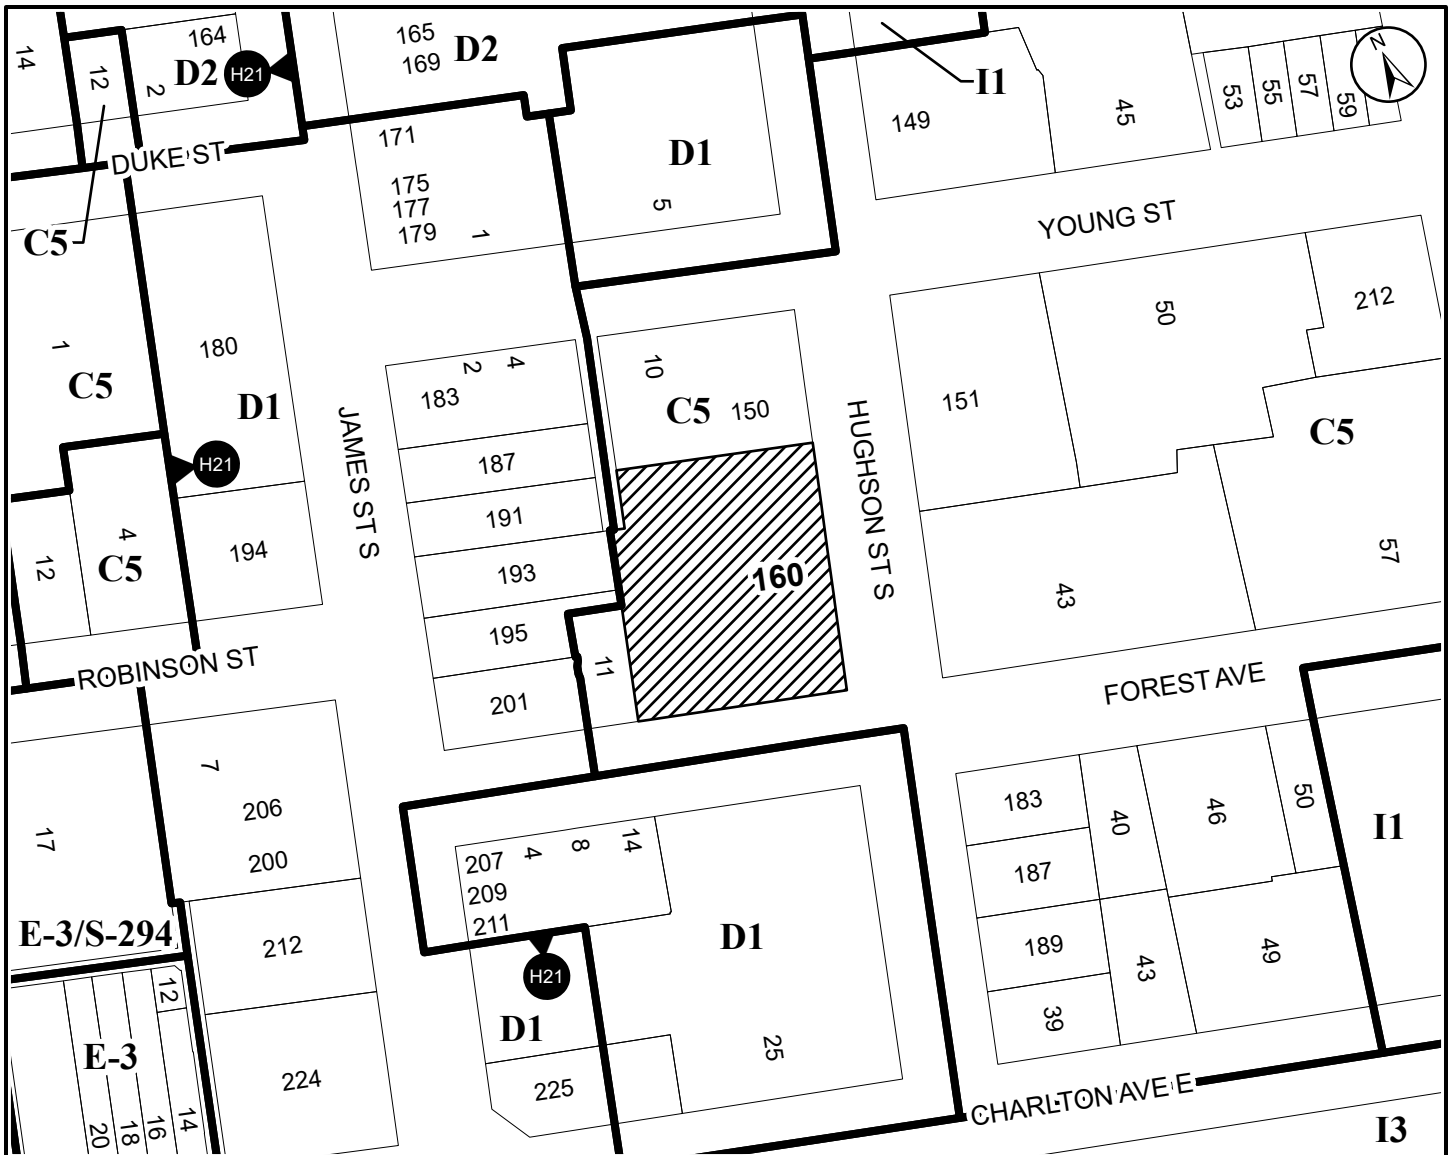 14
12
2
164
D2
H21
165
169
D2
I1
149
45
53
55
57
59
N
DUKE ST
C5
171
175
177
179
1
D1
5
YOUNG ST
1
C5
180
D1
H21
JAMES ST S
183
2
4
187
191
193
195
201
10
C5
150
160
11
HUGHSON ST S
151
50
212
C5
57
43
12
4
C5
194
ROBINSON ST
FOREST AVE
7
206
200
17
E-3/S-294
212
224
12
E-3
20
18
16
14
207
4
8
14
209
211
H21
D1
225
D1
25
183
187
189
39
40
43
46
50
49
I1
CHARLTON AVE E
I3